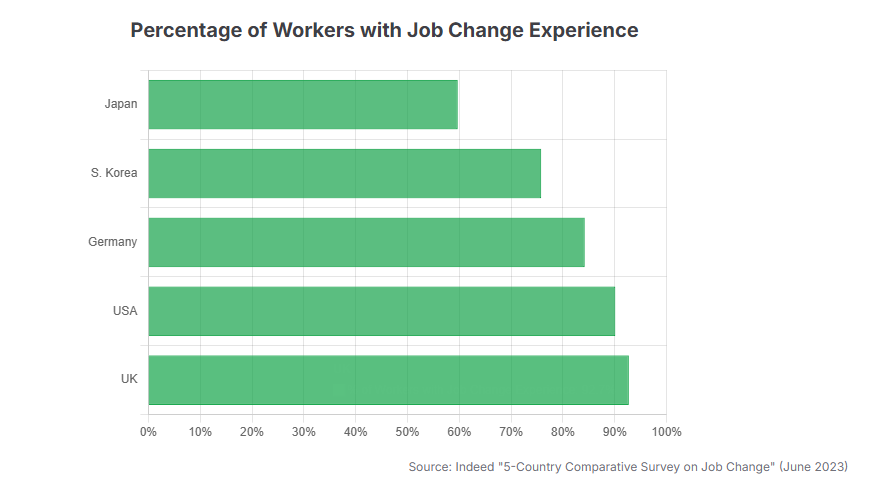 Percentage of Workers with Job Change Experience
Japan
S. Korea
Germany
USA
UK
0% 10% 20% 30% 40% 50% 60% 70% 80% 90% 100%
Source: Indeed "5-Country Comparative Survey on Job Change" (June 2023)